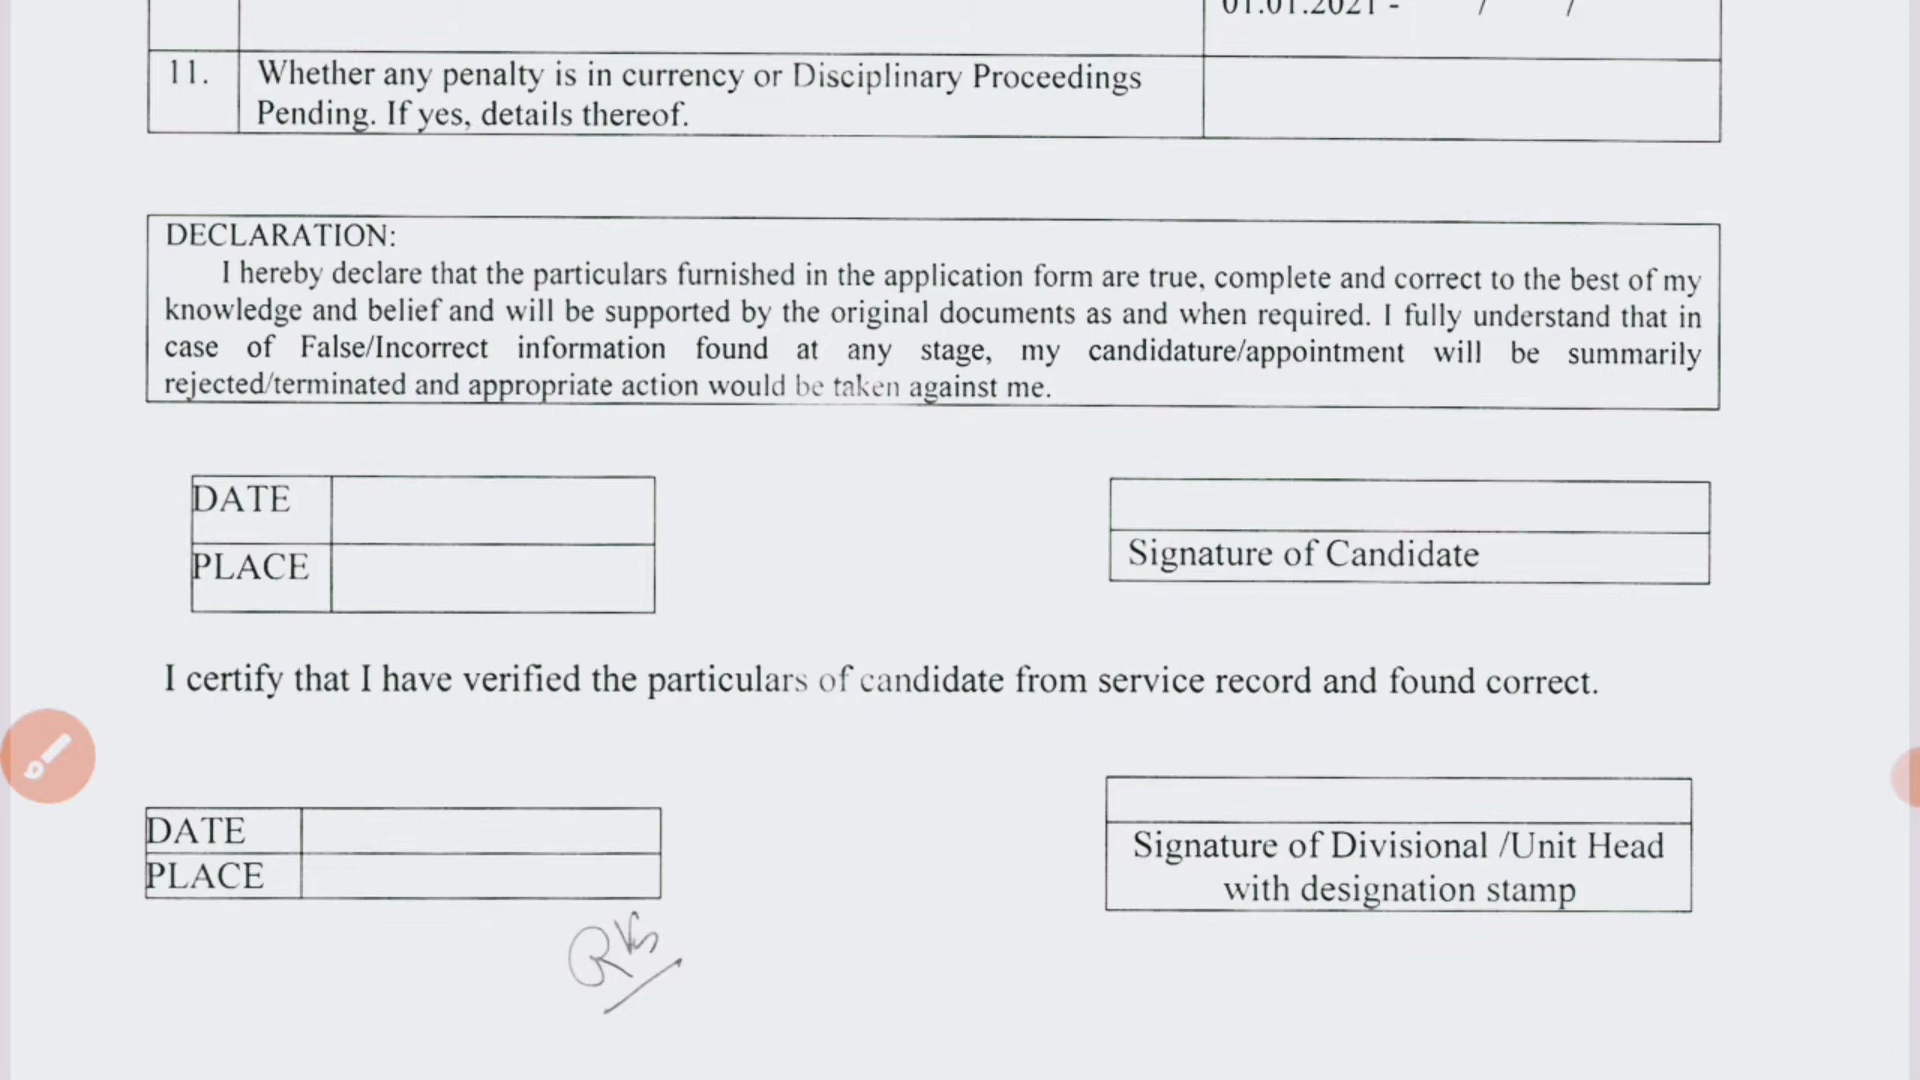 01.01.2021 - / /
11. Whether any penalty is in currency or Disciplinary Proceedings
Pending. If yes, details thereof.
DECLARATION:
I hereby declare that the particulars furnished in the application form are true, complete and correct to the best of my
knowledge and belief and will be supported by the original documents as and when required. I fully understand that in
case of False/Incorrect information found at any stage, my candidature/appointment will be summarily
rejected/terminated and appropriate action would be taken against me.
DATE
PLACE
Signature of Candidate
I certify that I have verified the particulars of candidate from service record and found correct.
DATE
PLACE
Signature of Divisional /Unit Head
with designation stamp